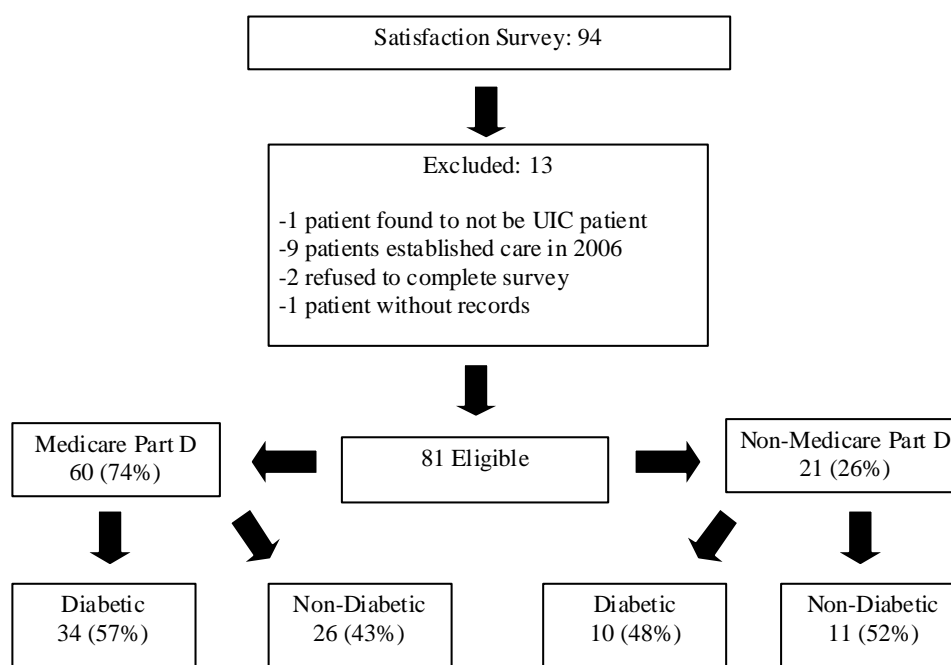 Satisfaction Survey: 94
Excluded: 13
-1 patient found to not be UIC patient
-9 patients established care in 2006
-2 refused to complete survey
-1 patient without records
Medicare Part D
60 (74%)
81 Eligible
Non-Medicare Part D
21 (26%)
Diabetic
34 (57%)
Non-Diabetic
26 (43%)
Diabetic
10 (48%)
Non-Diabetic
11 (52%)